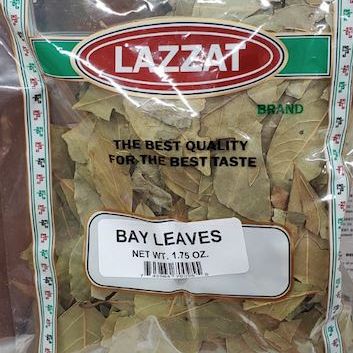 LAZZAT
BRAND
THE BEST QUALITY
FOR THE BEST TASTE
BAY LEAVES
NET WT. 1.75 OZ.